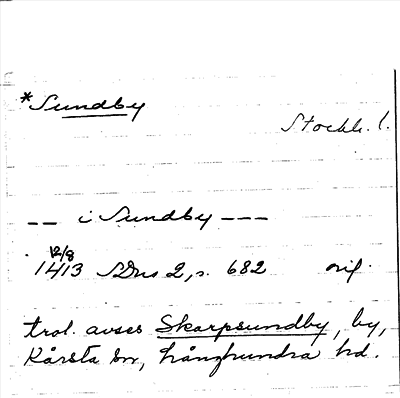 *Sundby
Stockh. l.
-- i Sundby ---
12/8
1413 SDns 2, s. 682 orig.
trol. avses Skarpsundby, by,
Kårsta sn, Långhundra hd.